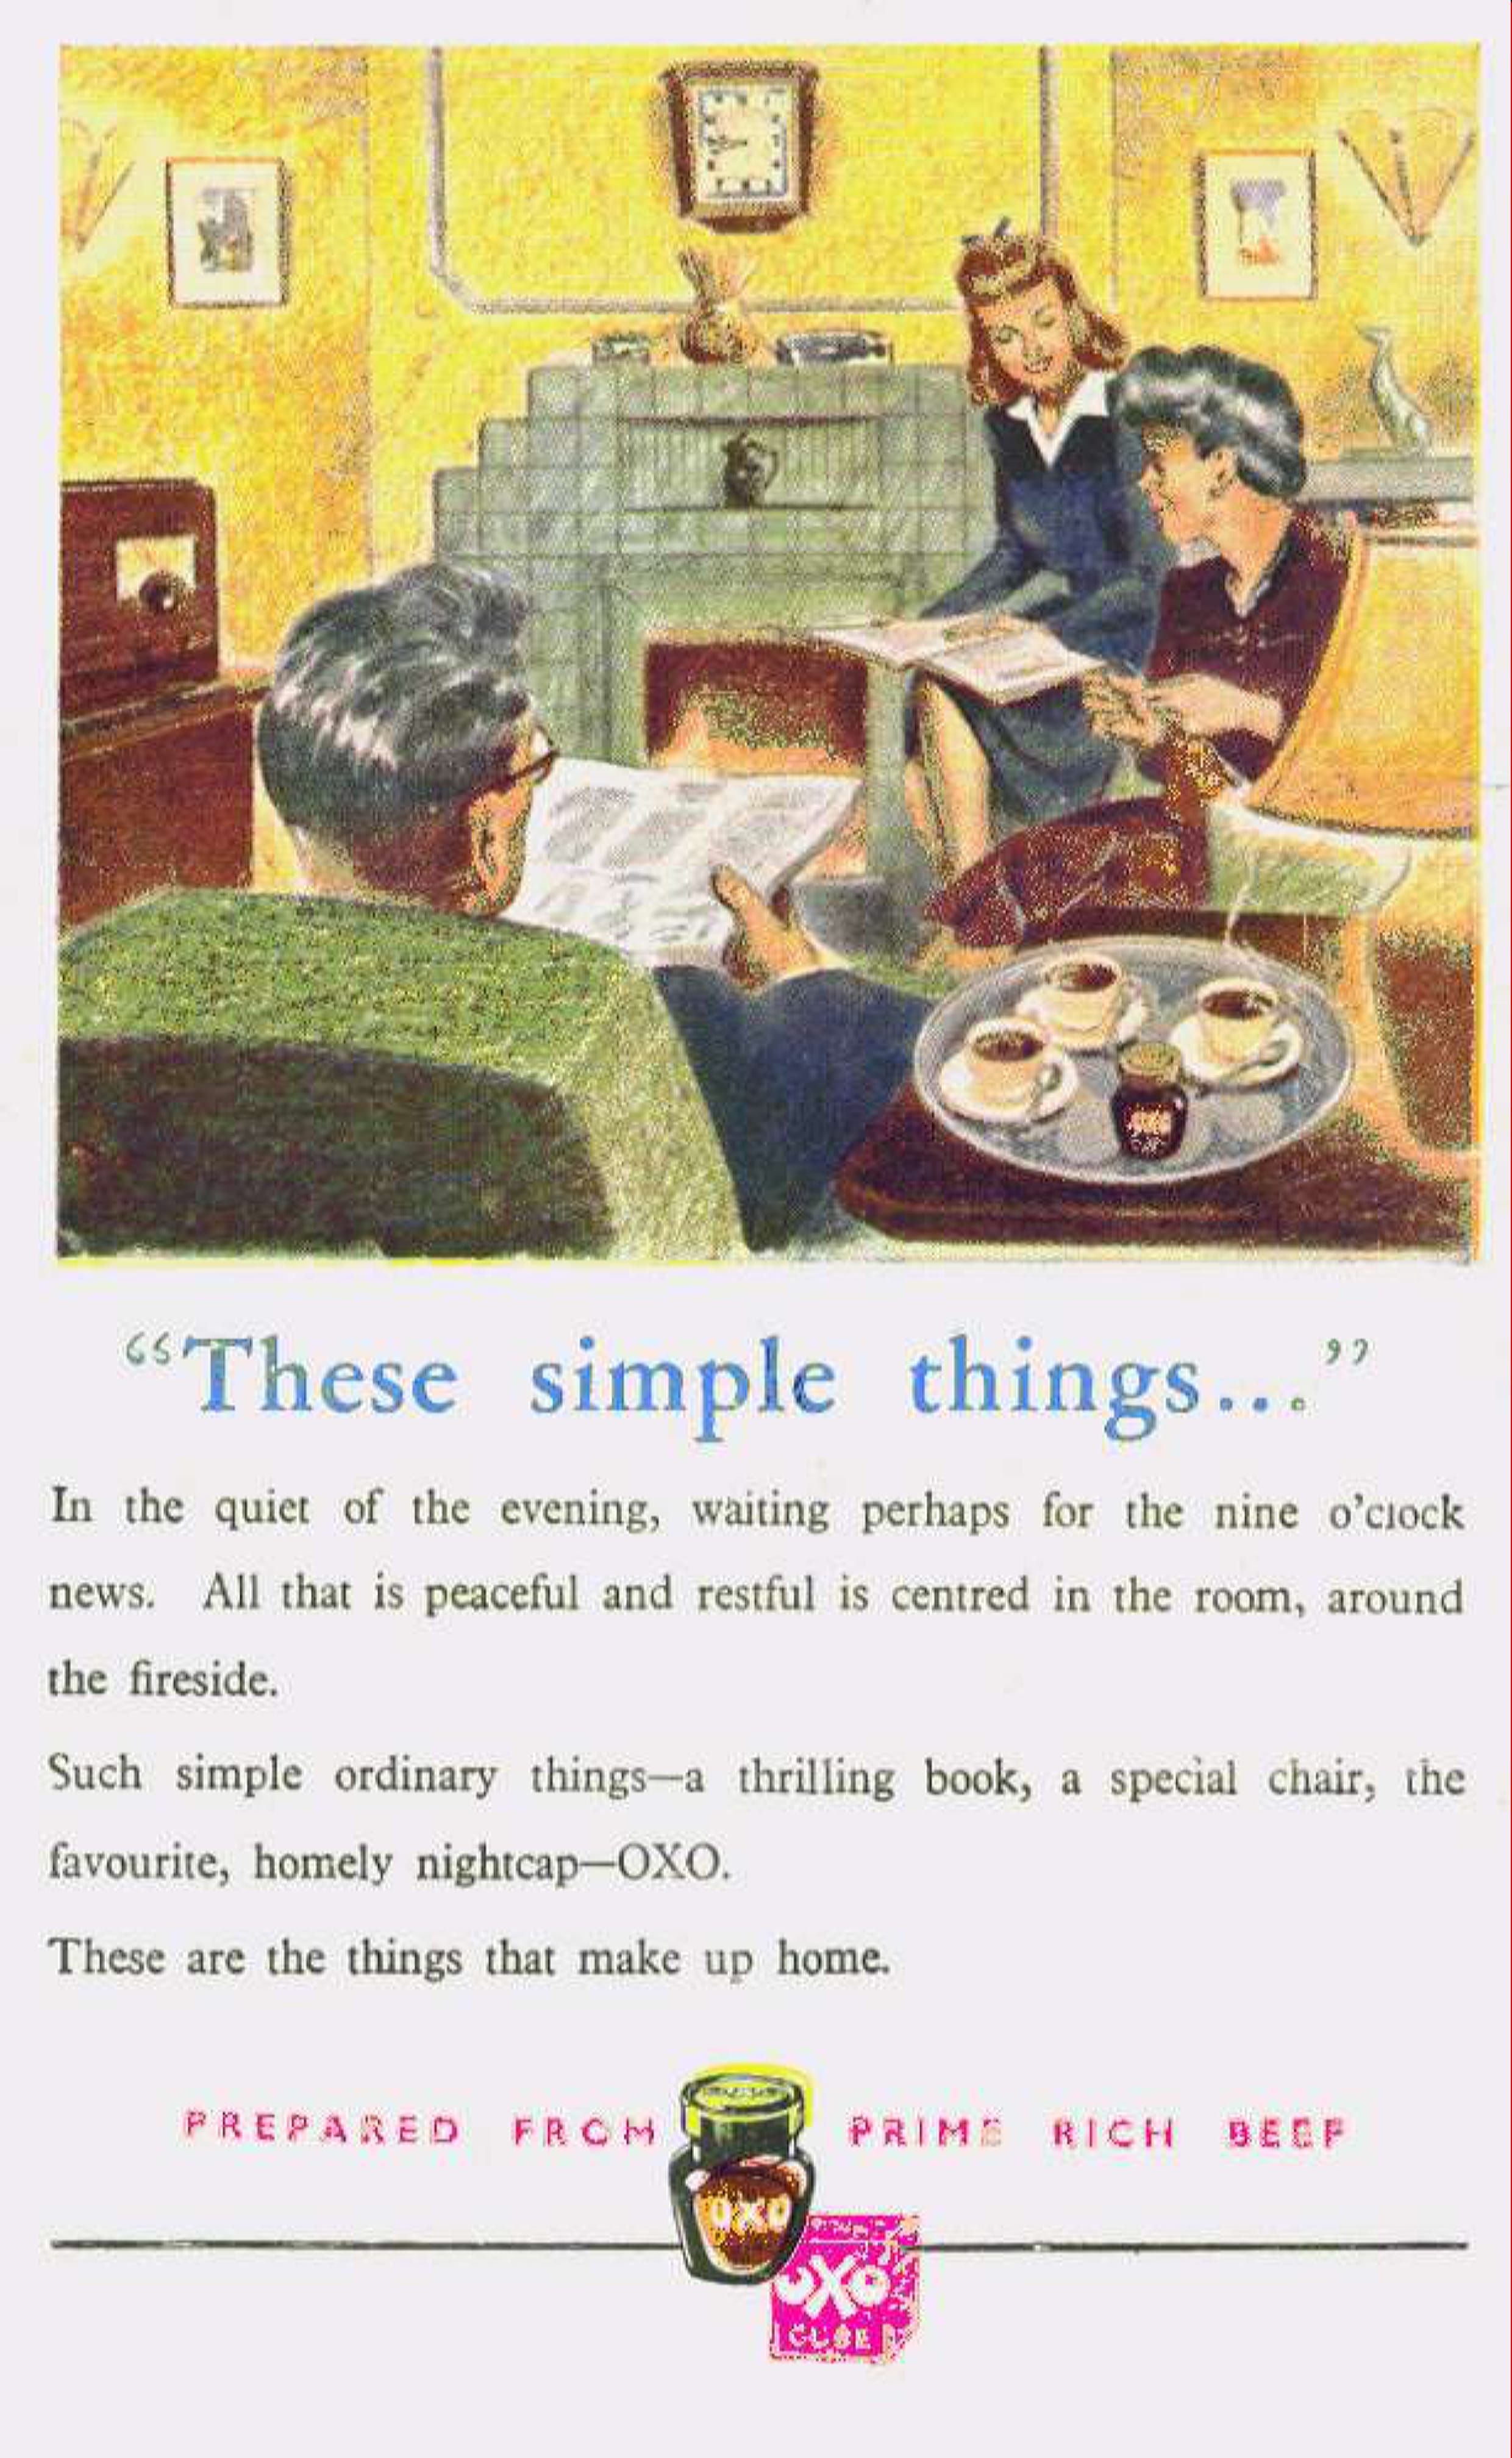 “These simple things...”
In the quiet of the evening, waiting perhaps for the nine o’clock
news. All that is peaceful and restful is centred in the room, around
the fireside.
Such simple ordinary things—a thrilling book, a special chair, the
favourite, homely nightcap—OXO.
These are the things that make up home.
PREPARED FROM PRIME RICH BEEF
OXO
OXO
CUBE